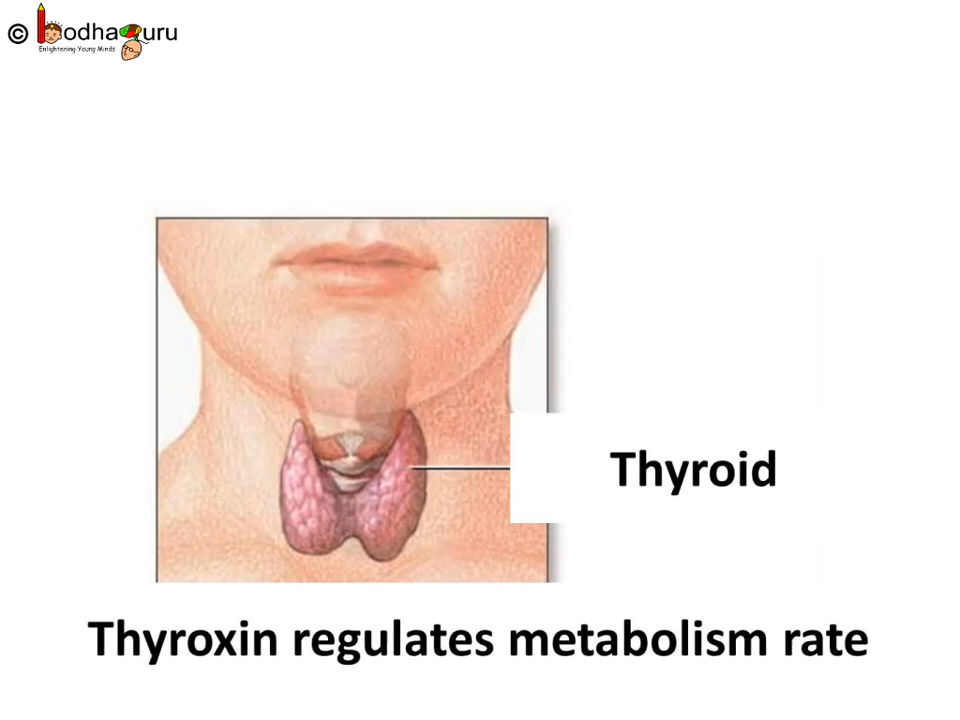 © BodhaGuru
Enlightening Young Minds
Thyroid
Thyroxin regulates metabolism rate